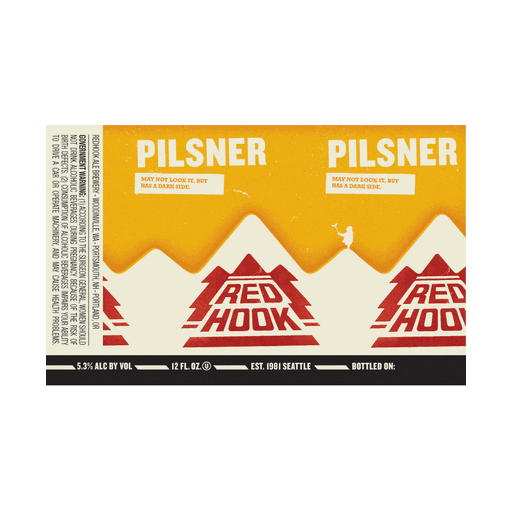 REDHOOK ALE BREWERY • WOODINVILLE, WA • PORTSMOUTH, NH • PORTLAND, OR
GOVERNMENT WARNING: (1) ACCORDING TO THE SURGEON GENERAL, WOMEN SHOULD
NOT DRINK ALCOHOLIC BEVERAGES DURING PREGNANCY BECAUSE OF THE RISK OF
BIRTH DEFECTS. (2) CONSUMPTION OF ALCOHOLIC BEVERAGES IMPAIRS YOUR ABILITY
TO DRIVE A CAR OR OPERATE MACHINERY, AND MAY CAUSE HEALTH PROBLEMS.
PILSNER
MAY NOT LOOK IT, BUT
HAS A DARK SIDE.
RED
HOOK
PILSNER
MAY NOT LOOK IT, BUT
HAS A DARK SIDE.
RED
HOO
5.3% ALC BY VOL 12 FL. OZ. U EST. 1981 SEATTLE BOTTLED ON: